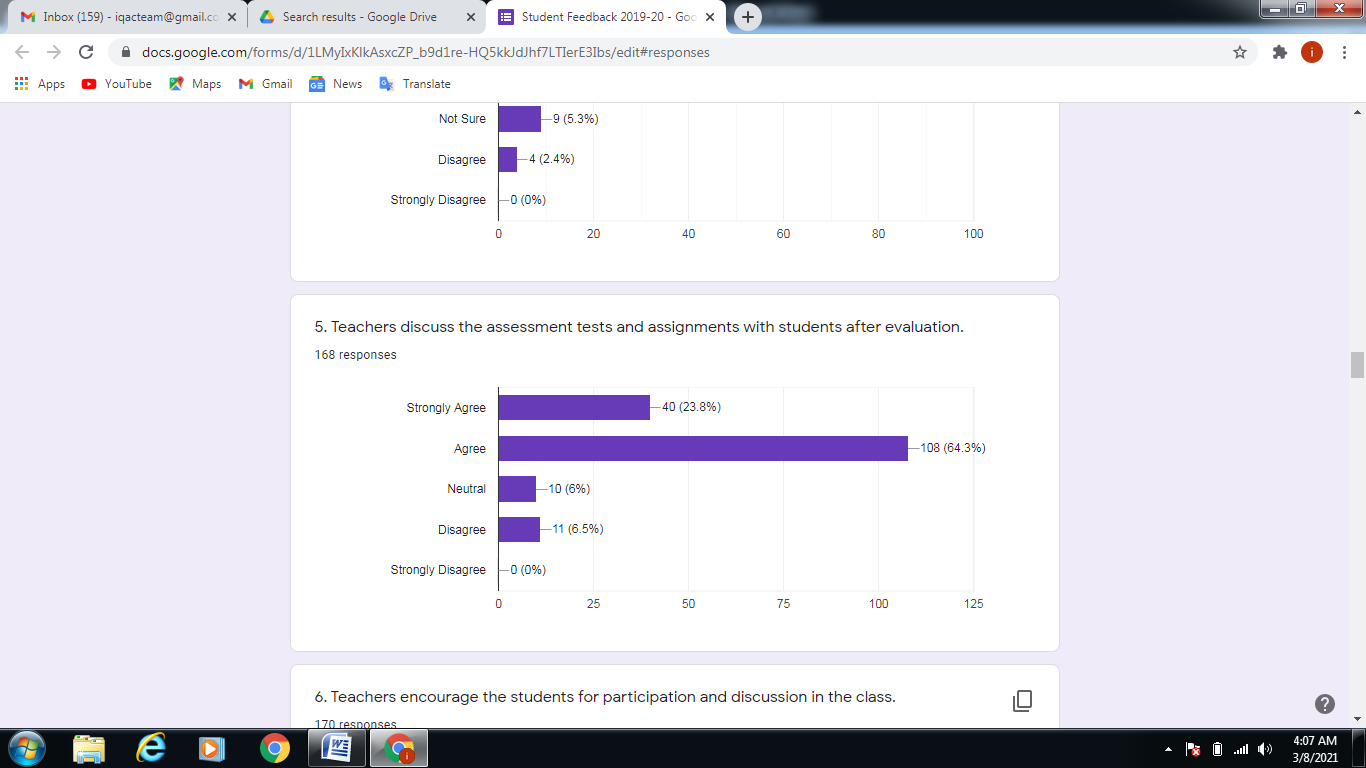 Inbox (159) - iqacteam@gmail.co
Search results - Google Drive
Student Feedback 2019-20 - Goo
docs.google.com/forms/d/1LMyIxKlkAsxcZP_b9d1re-HQ5kkJdJhf7LTIerE3Ibs/edit#responses
i
Apps
YouTube
Maps
Gmail
News
Translate
Not Sure
9 (5.3%)
Disagree
4 (2.4%)
Strongly Disagree
0 (0%)
0 20 40 60 80 100
5. Teachers discuss the assessment tests and assignments with students after evaluation.
168 responses
Strongly Agree
40 (23.8%)
Agree
108 (64.3%)
Neutral
10 (6%)
Disagree
11 (6.5%)
Strongly Disagree
0 (0%)
0 25 50 75 100 125
6. Teachers encourage the students for participation and discussion in the class.
170 responses
4:07 AM
3/8/2021